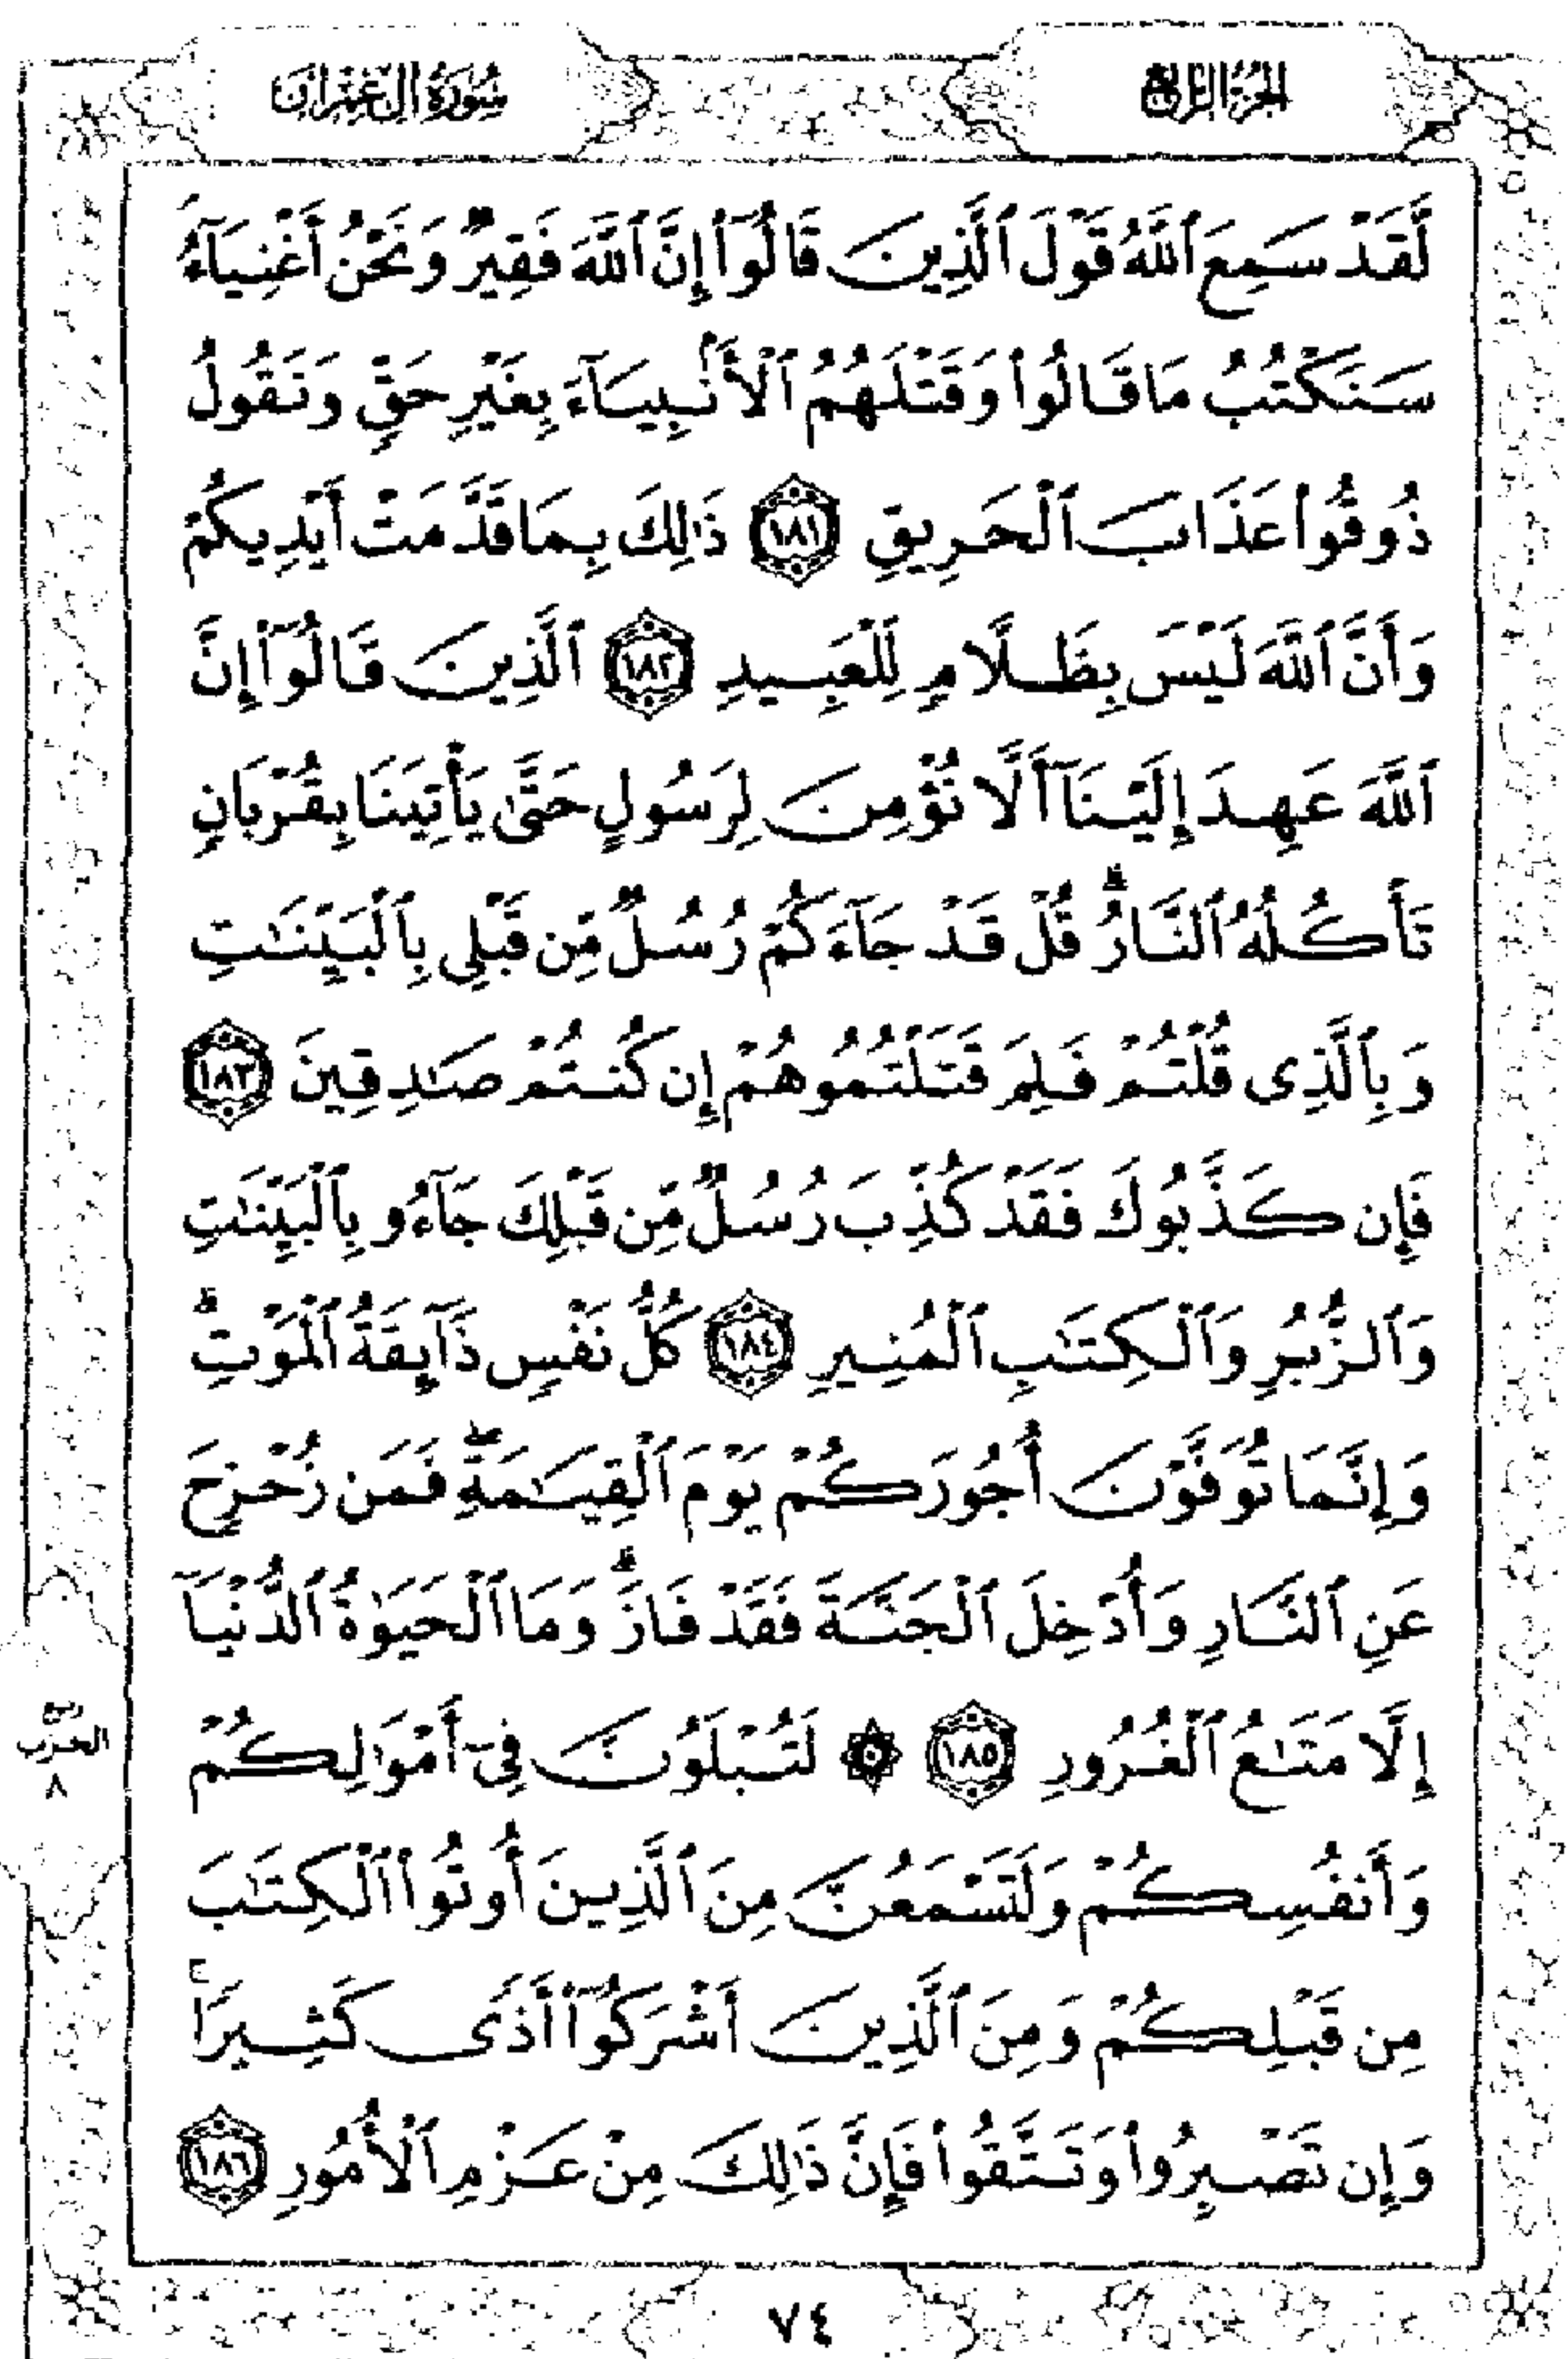 الجزء الرابع
سورة آل عمران
لَّقَدْ سَمِعَ ٱللَّهُ قَوْلَ ٱلَّذِينَ قَالُوٓا۟ إِنَّ ٱللَّهَ فَقِيرٌ وَنَحْنُ أَغْنِيَآءُ
سَنَكْتُبُ مَا قَالُوا۟ وَقَتْلَهُمُ ٱلْأَنۢبِيَآءَ بِغَيْرِ حَقٍّ وَنَقُولُ
ذُوقُوا۟ عَذَابَ ٱلْحَرِيقِ ١٨١ ذَٰلِكَ بِمَا قَدَّمَتْ أَيْدِيكُمْ
وَأَنَّ ٱللَّهَ لَيْسَ بِظَلَّامٍ لِّلْعَبِيدِ ١٨٢ ٱلَّذِينَ قَالُوٓا۟ إِنَّ
ٱللَّهَ عَهِدَ إِلَيْنَآ أَلَّا نُؤْمِنَ لِرَسُولٍ حَتَّىٰ يَأْتِيَنَا بِقُرْبَانٍ
تَأْكُلُهُ ٱلنَّارُ ۗ قُلْ قَدْ جَآءَكُمْ رُسُلٌ مِّن قَبْلِى بِٱلْبَيِّنَٰتِ
وَبِٱلَّذِى قُلْتُمْ فَلِمَ قَتَلْتُمُوهُمْ إِن كُنتُمْ صَٰدِقِينَ ١٨٣
فَإِن كَذَّبُوكَ فَقَدْ كُذِّبَ رُسُلٌ مِّن قَبْلِكَ جَآءُو بِٱلْبَيِّنَٰتِ
وَٱلزُّبُرِ وَٱلْكِتَٰبِ ٱلْمُنِيرِ ١٨٤ كُلُّ نَفْسٍ ذَآئِقَةُ ٱلْمَوْتِ ۗ
وَإِنَّمَا تُوَفَّوْنَ أُجُورَكُمْ يَوْمَ ٱلْقِيَٰمَةِ ۖ فَمَن زُحْزِحَ
عَنِ ٱلنَّارِ وَأُدْخِلَ ٱلْجَنَّةَ فَقَدْ فَازَ ۗ وَمَا ٱلْحَيَوٰةُ ٱلدُّنْيَآ
إِلَّا مَتَٰعُ ٱلْغُرُورِ ١٨٥ ۞ لَتُبْلَوُنَّ فِىٓ أَمْوَٰلِكُمْ
وَأَنفُسِكُمْ وَلَتَسْمَعُنَّ مِنَ ٱلَّذِينَ أُوتُوا۟ ٱلْكِتَٰبَ
مِن قَبْلِكُمْ وَمِنَ ٱلَّذِينَ أَشْرَكُوٓا۟ أَذًى كَثِيرًا ۚ
وَإِن تَصْبِرُوا۟ وَتَتَّقُوا۟ فَإِنَّ ذَٰلِكَ مِنْ عَزْمِ ٱلْأُمُورِ ١٨٦
ربع
الحزب
٨
٧٤